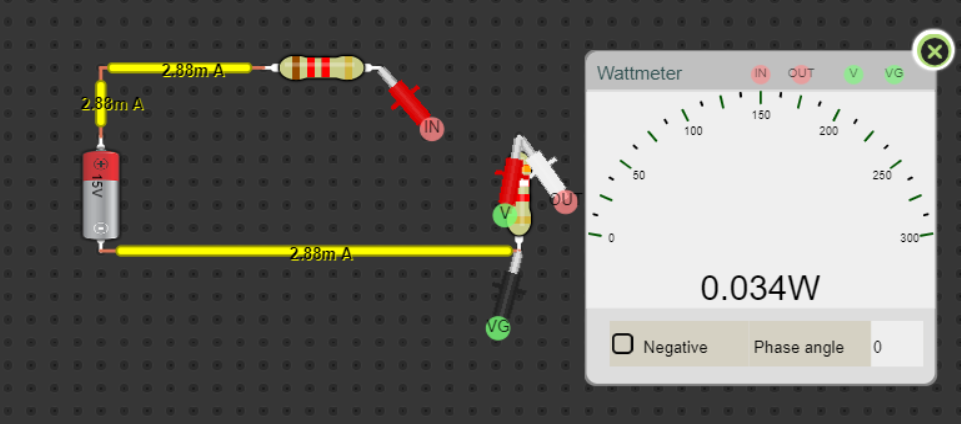 Wattmeter IN OUT V VG
2.88m A
2.88m A
15V
2.88m A
IN
OUT
V
VG
0
50
100
150
200
250
300
0.034W
Negative Phase angle 0